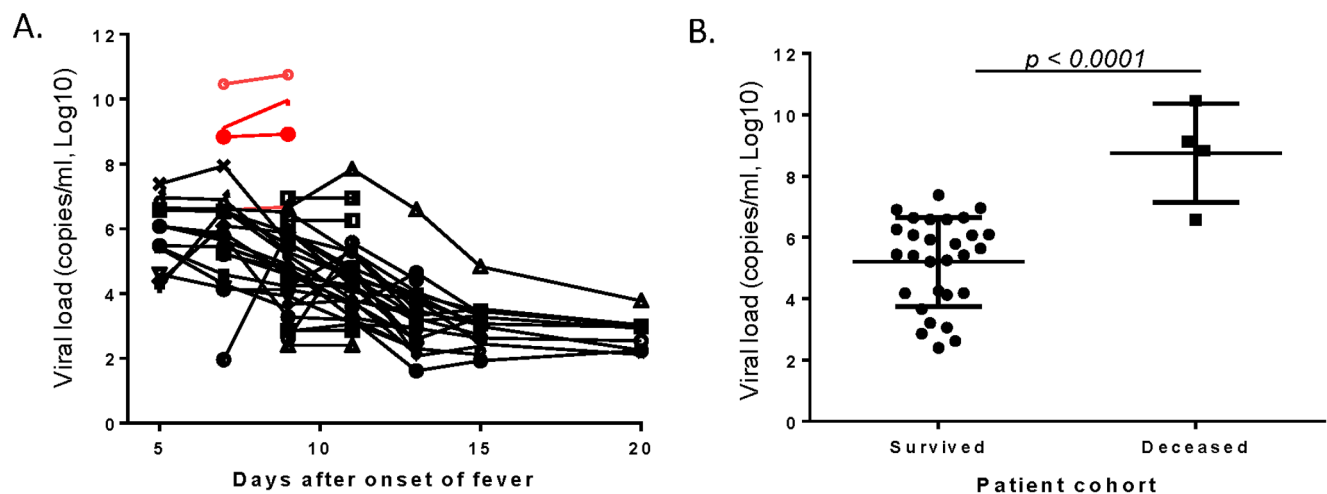 A.
Viral load (copies/ml, Log10)
12
10
8
6
4
2
0
5
10
15
20
Days after onset of fever
B.
Viral load (copies/ml, Log10)
12
10
8
6
4
2
0
p < 0.0001
Survived
Deceased
Patient cohort